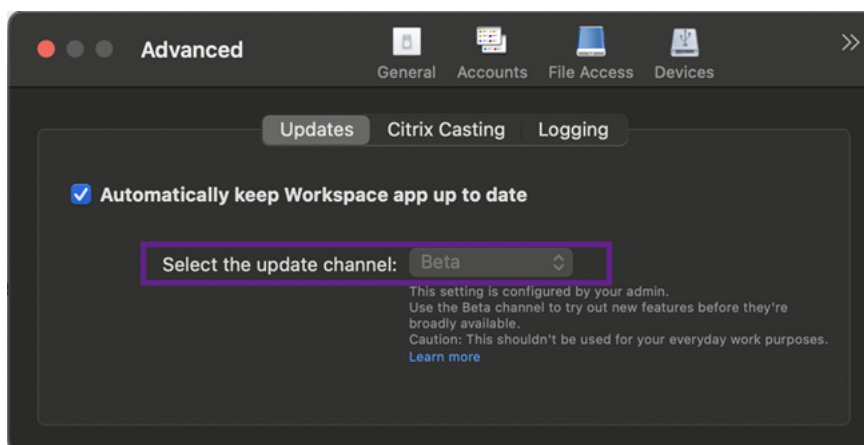 Advanced
General Accounts File Access Devices
Updates Citrix Casting Logging
Automatically keep Workspace app up to date
Select the update channel: Beta
This setting is configured by your admin.
Use the Beta channel to try out new features before they're
broadly available.
Caution: This shouldn't be used for your everyday work purposes.
Learn more